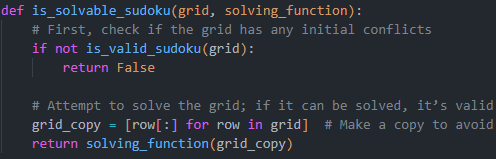 def is_solvable_sudoku(grid, solving_function):
    # First, check if the grid has any initial conflicts
    if not is_valid_sudoku(grid):
        return False

    # Attempt to solve the grid; if it can be solved, it’s valid
    grid_copy = [row[:] for row in grid]  # Make a copy to avoid
    return solving_function(grid_copy)